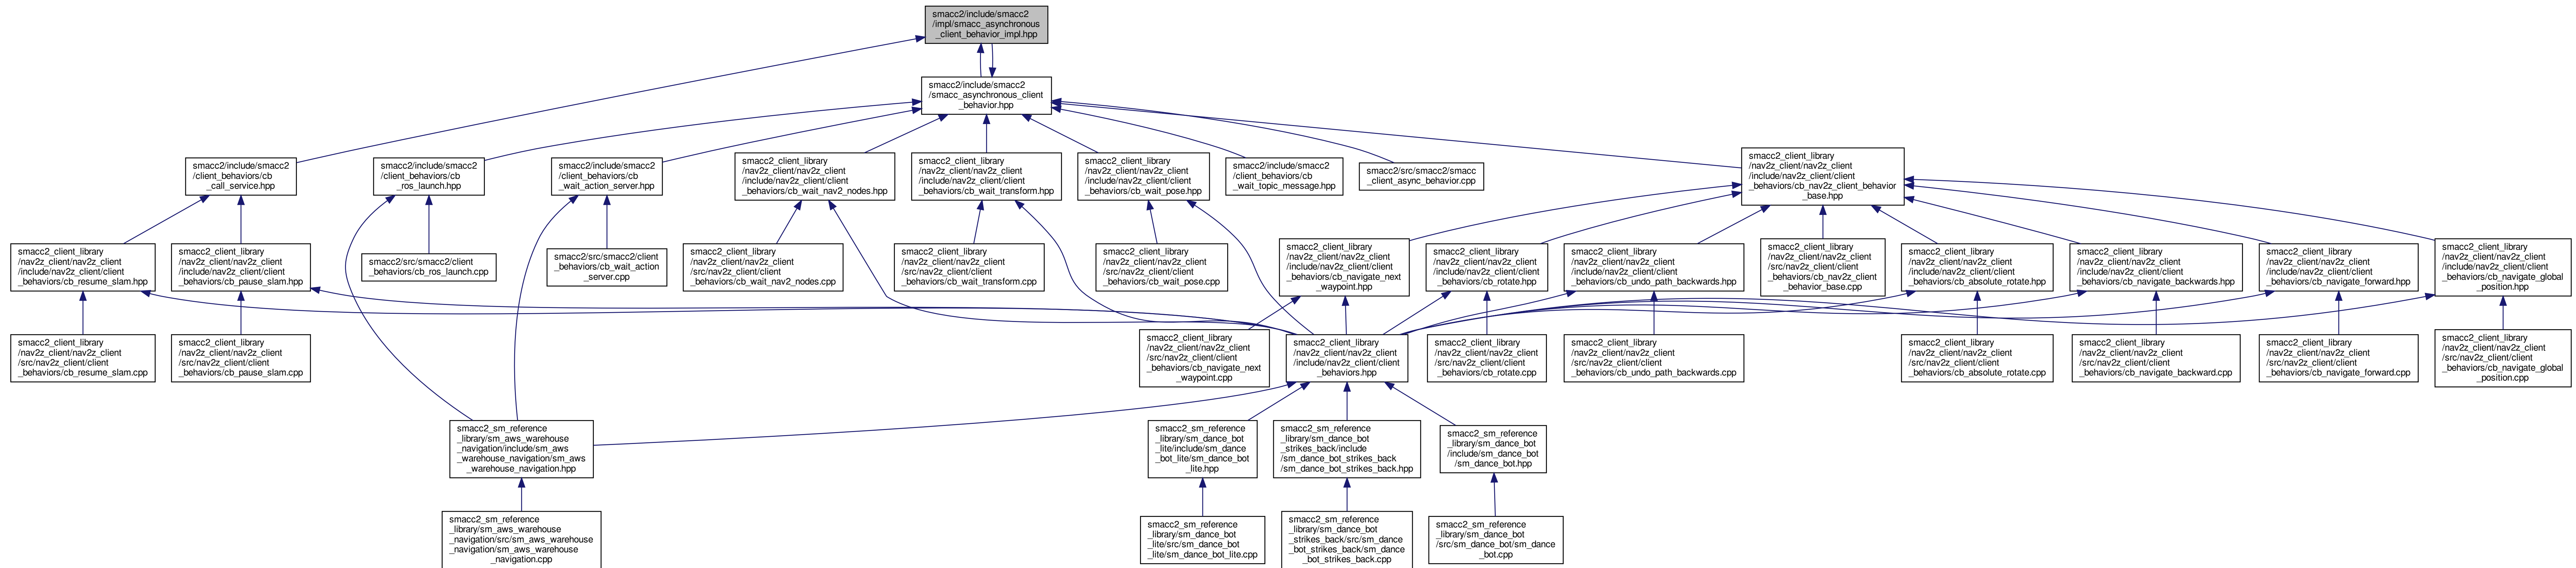 smacc2/include/smacc2
/impl/smacc_asynchronous
_client_behavior_impl.hpp
smacc2/include/smacc2
/smacc_asynchronous_client
_behavior.hpp
smacc2/include/smacc2
/client_behaviors/cb
_call_service.hpp
smacc2/include/smacc2
/client_behaviors/cb
_ros_launch.hpp
smacc2/include/smacc2
/client_behaviors/cb
_wait_action_server.hpp
smacc2_client_library
/nav2z_client/nav2z_client
/include/nav2z_client/client
_behaviors/cb_wait_nav2_nodes.hpp
smacc2_client_library
/nav2z_client/nav2z_client
/include/nav2z_client/client
_behaviors/cb_wait_transform.hpp
smacc2_client_library
/nav2z_client/nav2z_client
/include/nav2z_client/client
_behaviors/cb_wait_pose.hpp
smacc2/include/smacc2
/client_behaviors/cb
_wait_topic_message.hpp
smacc2/src/smacc2/smacc
_client_async_behavior.cpp
smacc2_client_library
/nav2z_client/nav2z_client
/include/nav2z_client/client
_behaviors/cb_nav2z_client_behavior
_base.hpp
smacc2_client_library
/nav2z_client/nav2z_client
/include/nav2z_client/client
_behaviors/cb_resume_slam.hpp
smacc2_client_library
/nav2z_client/nav2z_client
/include/nav2z_client/client
_behaviors/cb_pause_slam.hpp
smacc2/src/smacc2/client
_behaviors/cb_ros_launch.cpp
smacc2/src/smacc2/client
_behaviors/cb_wait_action
_server.cpp
smacc2_client_library
/nav2z_client/nav2z_client
/src/nav2z_client/client
_behaviors/cb_wait_nav2_nodes.cpp
smacc2_client_library
/nav2z_client/nav2z_client
/src/nav2z_client/client
_behaviors/cb_wait_transform.cpp
smacc2_client_library
/nav2z_client/nav2z_client
/src/nav2z_client/client
_behaviors/cb_wait_pose.cpp
smacc2_client_library
/nav2z_client/nav2z_client
/include/nav2z_client/client
_behaviors/cb_navigate_next
_waypoint.hpp
smacc2_client_library
/nav2z_client/nav2z_client
/include/nav2z_client/client
_behaviors/cb_rotate.hpp
smacc2_client_library
/nav2z_client/nav2z_client
/include/nav2z_client/client
_behaviors/cb_undo_path_backwards.hpp
smacc2_client_library
/nav2z_client/nav2z_client
/src/nav2z_client/client
_behaviors/cb_nav2z_client
_behavior_base.cpp
smacc2_client_library
/nav2z_client/nav2z_client
/include/nav2z_client/client
_behaviors/cb_absolute_rotate.hpp
smacc2_client_library
/nav2z_client/nav2z_client
/include/nav2z_client/client
_behaviors/cb_navigate_backwards.hpp
smacc2_client_library
/nav2z_client/nav2z_client
/include/nav2z_client/client
_behaviors/cb_navigate_forward.hpp
smacc2_client_library
/nav2z_client/nav2z_client
/include/nav2z_client/client
_behaviors/cb_navigate_global
_position.hpp
smacc2_client_library
/nav2z_client/nav2z_client
/src/nav2z_client/client
_behaviors/cb_resume_slam.cpp
smacc2_client_library
/nav2z_client/nav2z_client
/src/nav2z_client/client
_behaviors/cb_pause_slam.cpp
smacc2_client_library
/nav2z_client/nav2z_client
/src/nav2z_client/client
_behaviors/cb_navigate_next
_waypoint.cpp
smacc2_client_library
/nav2z_client/nav2z_client
/include/nav2z_client/client
_behaviors.hpp
smacc2_client_library
/nav2z_client/nav2z_client
/src/nav2z_client/client
_behaviors/cb_rotate.cpp
smacc2_client_library
/nav2z_client/nav2z_client
/src/nav2z_client/client
_behaviors/cb_undo_path_backwards.cpp
smacc2_client_library
/nav2z_client/nav2z_client
/src/nav2z_client/client
_behaviors/cb_absolute_rotate.cpp
smacc2_client_library
/nav2z_client/nav2z_client
/src/nav2z_client/client
_behaviors/cb_navigate_backward.cpp
smacc2_client_library
/nav2z_client/nav2z_client
/src/nav2z_client/client
_behaviors/cb_navigate_forward.cpp
smacc2_client_library
/nav2z_client/nav2z_client
/src/nav2z_client/client
_behaviors/cb_navigate_global
_position.cpp
smacc2_sm_reference
_library/sm_aws_warehouse
_navigation/include/sm_aws
_warehouse_navigation/sm_aws
_warehouse_navigation.hpp
smacc2_sm_reference
_library/sm_dance_bot
_lite/include/sm_dance
_bot_lite/sm_dance_bot
_lite.hpp
smacc2_sm_reference
_library/sm_dance_bot
_strikes_back/include
/sm_dance_bot_strikes_back
/sm_dance_bot_strikes_back.hpp
smacc2_sm_reference
_library/sm_dance_bot
/include/sm_dance_bot
/sm_dance_bot.hpp
smacc2_sm_reference
_library/sm_aws_warehouse
_navigation/src/sm_aws_warehouse
_navigation/sm_aws_warehouse
_navigation.cpp
smacc2_sm_reference
_library/sm_dance_bot
_lite/src/sm_dance_bot
_lite/sm_dance_bot_lite.cpp
smacc2_sm_reference
_library/sm_dance_bot
_strikes_back/src/sm_dance
_bot_strikes_back/sm_dance
_bot_strikes_back.cpp
smacc2_sm_reference
_library/sm_dance_bot
/src/sm_dance_bot/sm_dance
_bot.cpp